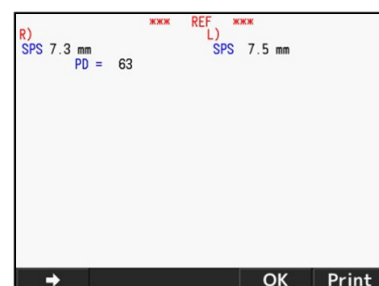 *** REF ***
R) L)
SPS 7.3 mm SPS 7.5 mm
PD = 63
➡ OK Print